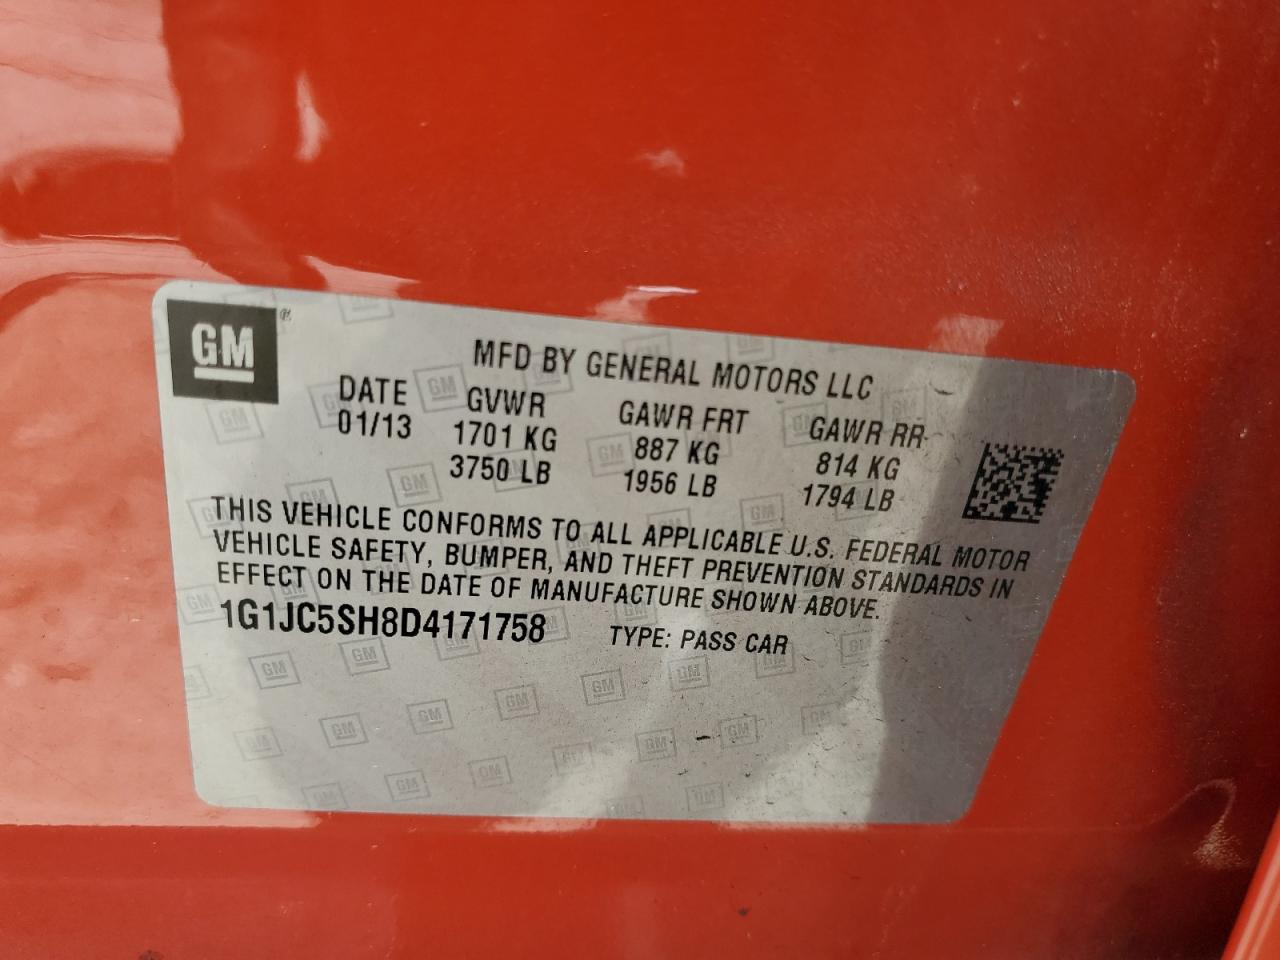 GM ®
MFD BY GENERAL MOTORS LLC
DATE GVWR GAWR FRT GAWR RR
01/13 1701 KG 887 KG 814 KG
3750 LB 1956 LB 1794 LB
THIS VEHICLE CONFORMS TO ALL APPLICABLE U.S. FEDERAL MOTOR
VEHICLE SAFETY, BUMPER, AND THEFT PREVENTION STANDARDS IN
EFFECT ON THE DATE OF MANUFACTURE SHOWN ABOVE.
1G1JC5SH8D4171758 TYPE: PASS CAR